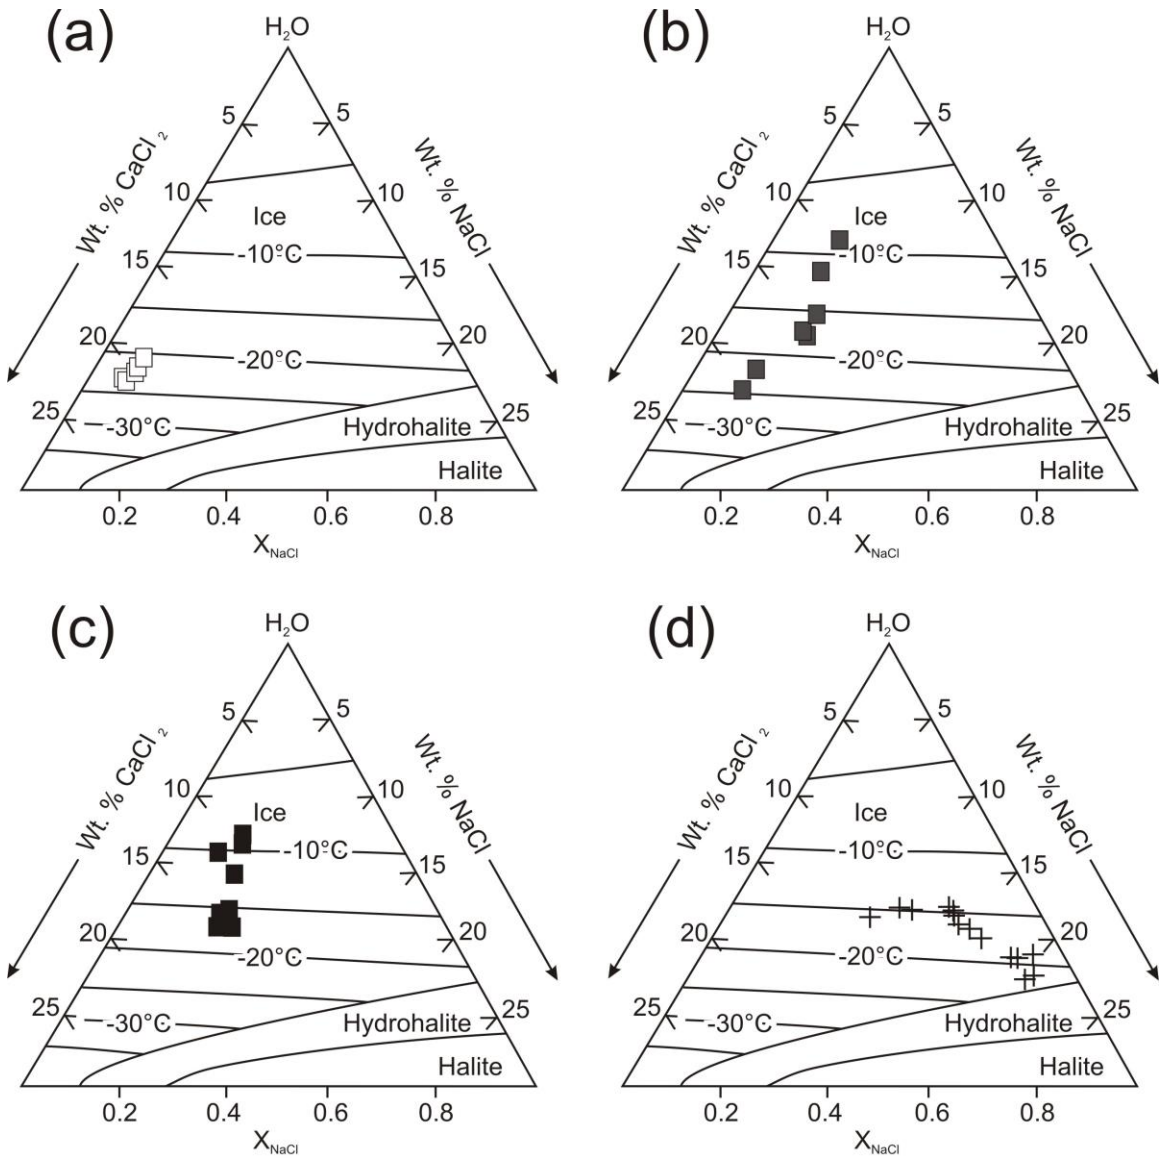 (a)
H₂O
5 5
Wt. % CaCl₂
Wt. % NaCl
10 10
Ice
-10°C
15 15
20 20
-20°C
25 25
-30°C
Hydrohalite
Halite
0.2 0.4 0.6 0.8
X_NaCl
(b)
H₂O
5 5
Wt. % CaCl₂
Wt. % NaCl
10 10
Ice
-10°C
15 15
20 20
-20°C
25 25
-30°C
Hydrohalite
Halite
0.2 0.4 0.6 0.8
X_NaCl
(c)
H₂O
5 5
Wt. % CaCl₂
Wt. % NaCl
10 10
Ice
-10°C
15 15
20 20
-20°C
25 25
-30°C
Hydrohalite
Halite
0.2 0.4 0.6 0.8
X_NaCl
(d)
H₂O
5 5
Wt. % CaCl₂
Wt. % NaCl
10 10
Ice
-10°C
15 15
20 20
-20°C
25 25
-30°C
Hydrohalite
Halite
0.2 0.4 0.6 0.8
X_NaCl